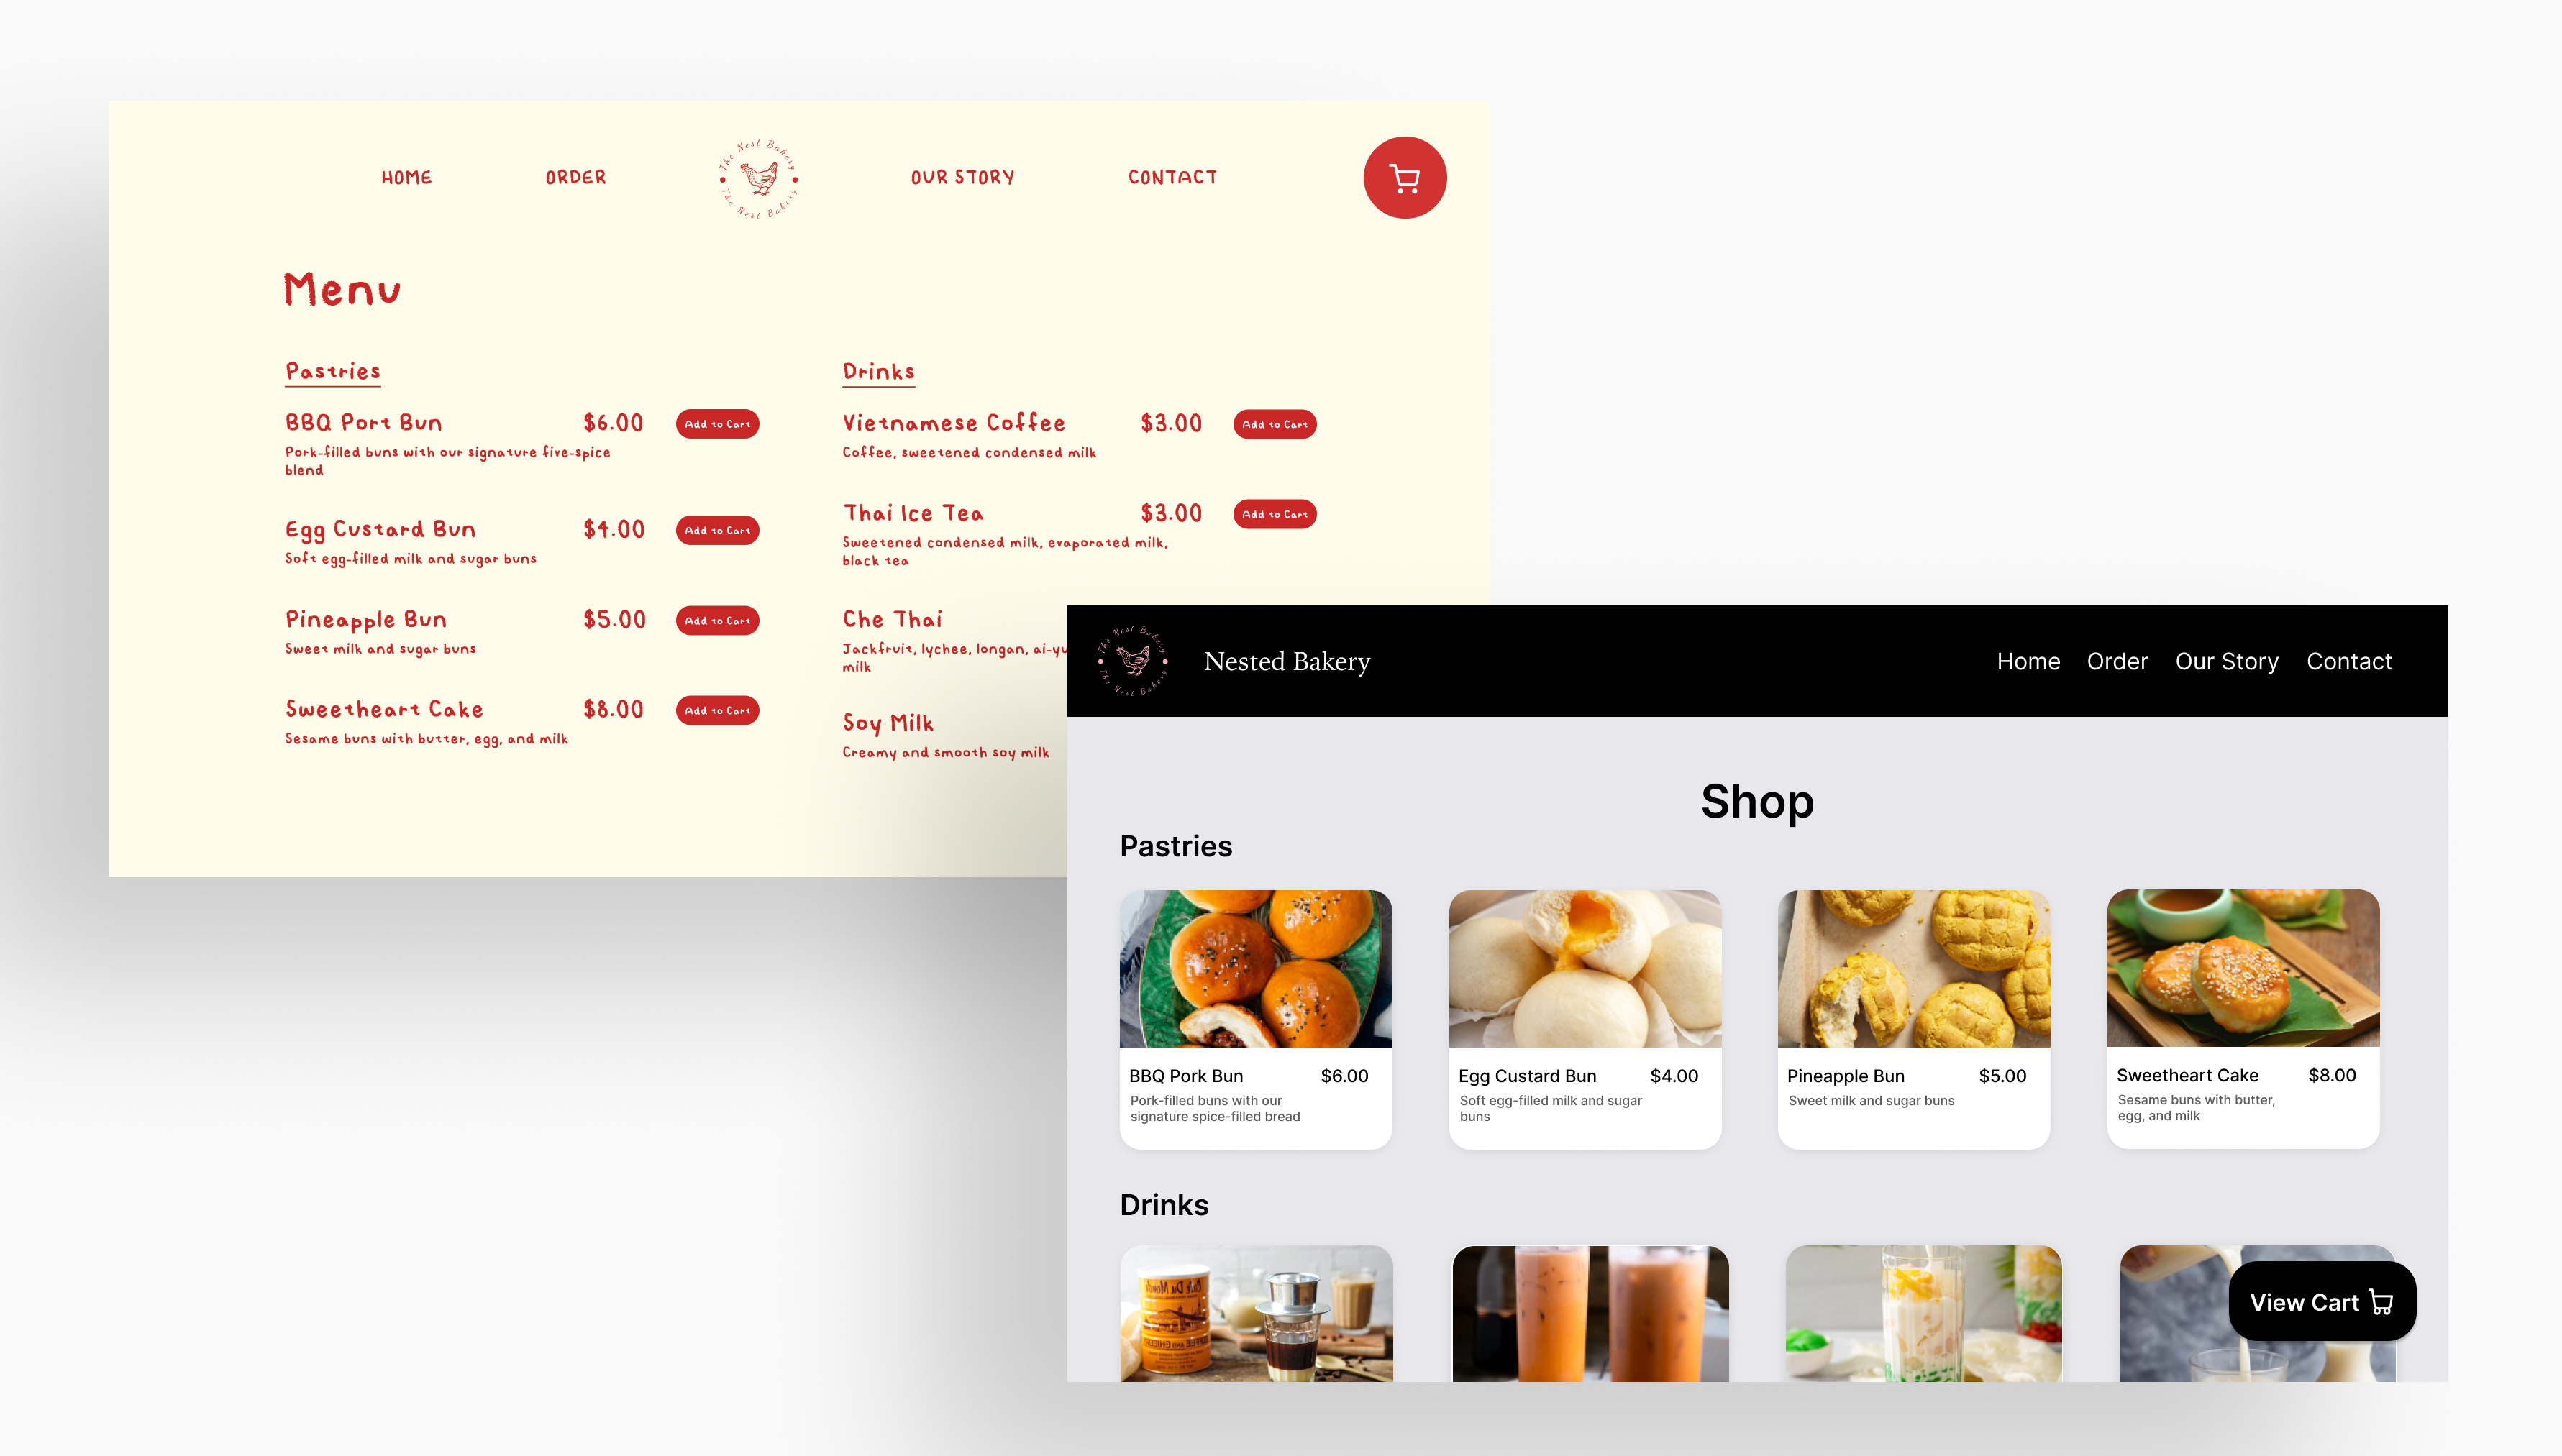 HOME
ORDER
The Nest Bakery
The Nest Bakery
OUR STORY
CONTACT
Menu
Pastries
BBQ Port Bun $6.00 Add to Cart
Pork-filled buns with our signature five-spice
blend
Egg Custard Bun $4.00 Add to Cart
Soft egg-filled milk and sugar buns
Pineapple Bun $5.00 Add to Cart
Sweet milk and sugar buns
Sweetheart Cake $8.00 Add to Cart
Sesame buns with butter, egg, and milk
Drinks
Vietnamese Coffee $3.00 Add to Cart
Coffee, sweetened condensed milk
Thai Ice Tea $3.00 Add to Cart
Sweetened condensed milk, evaporated milk,
black tea
Che Thai
Jackfruit, lychee, longan, ai-yu
milk
Soy Milk
Creamy and smooth soy milk
The Nest Bakery
The Nest Bakery
Nested Bakery
Home Order Our Story Contact
Shop
Pastries
BBQ Pork Bun $6.00
Pork-filled buns with our
signature spice-filled bread
Egg Custard Bun $4.00
Soft egg-filled milk and sugar
buns
Pineapple Bun $5.00
Sweet milk and sugar buns
Sweetheart Cake $8.00
Sesame buns with butter,
egg, and milk
Drinks
View Cart